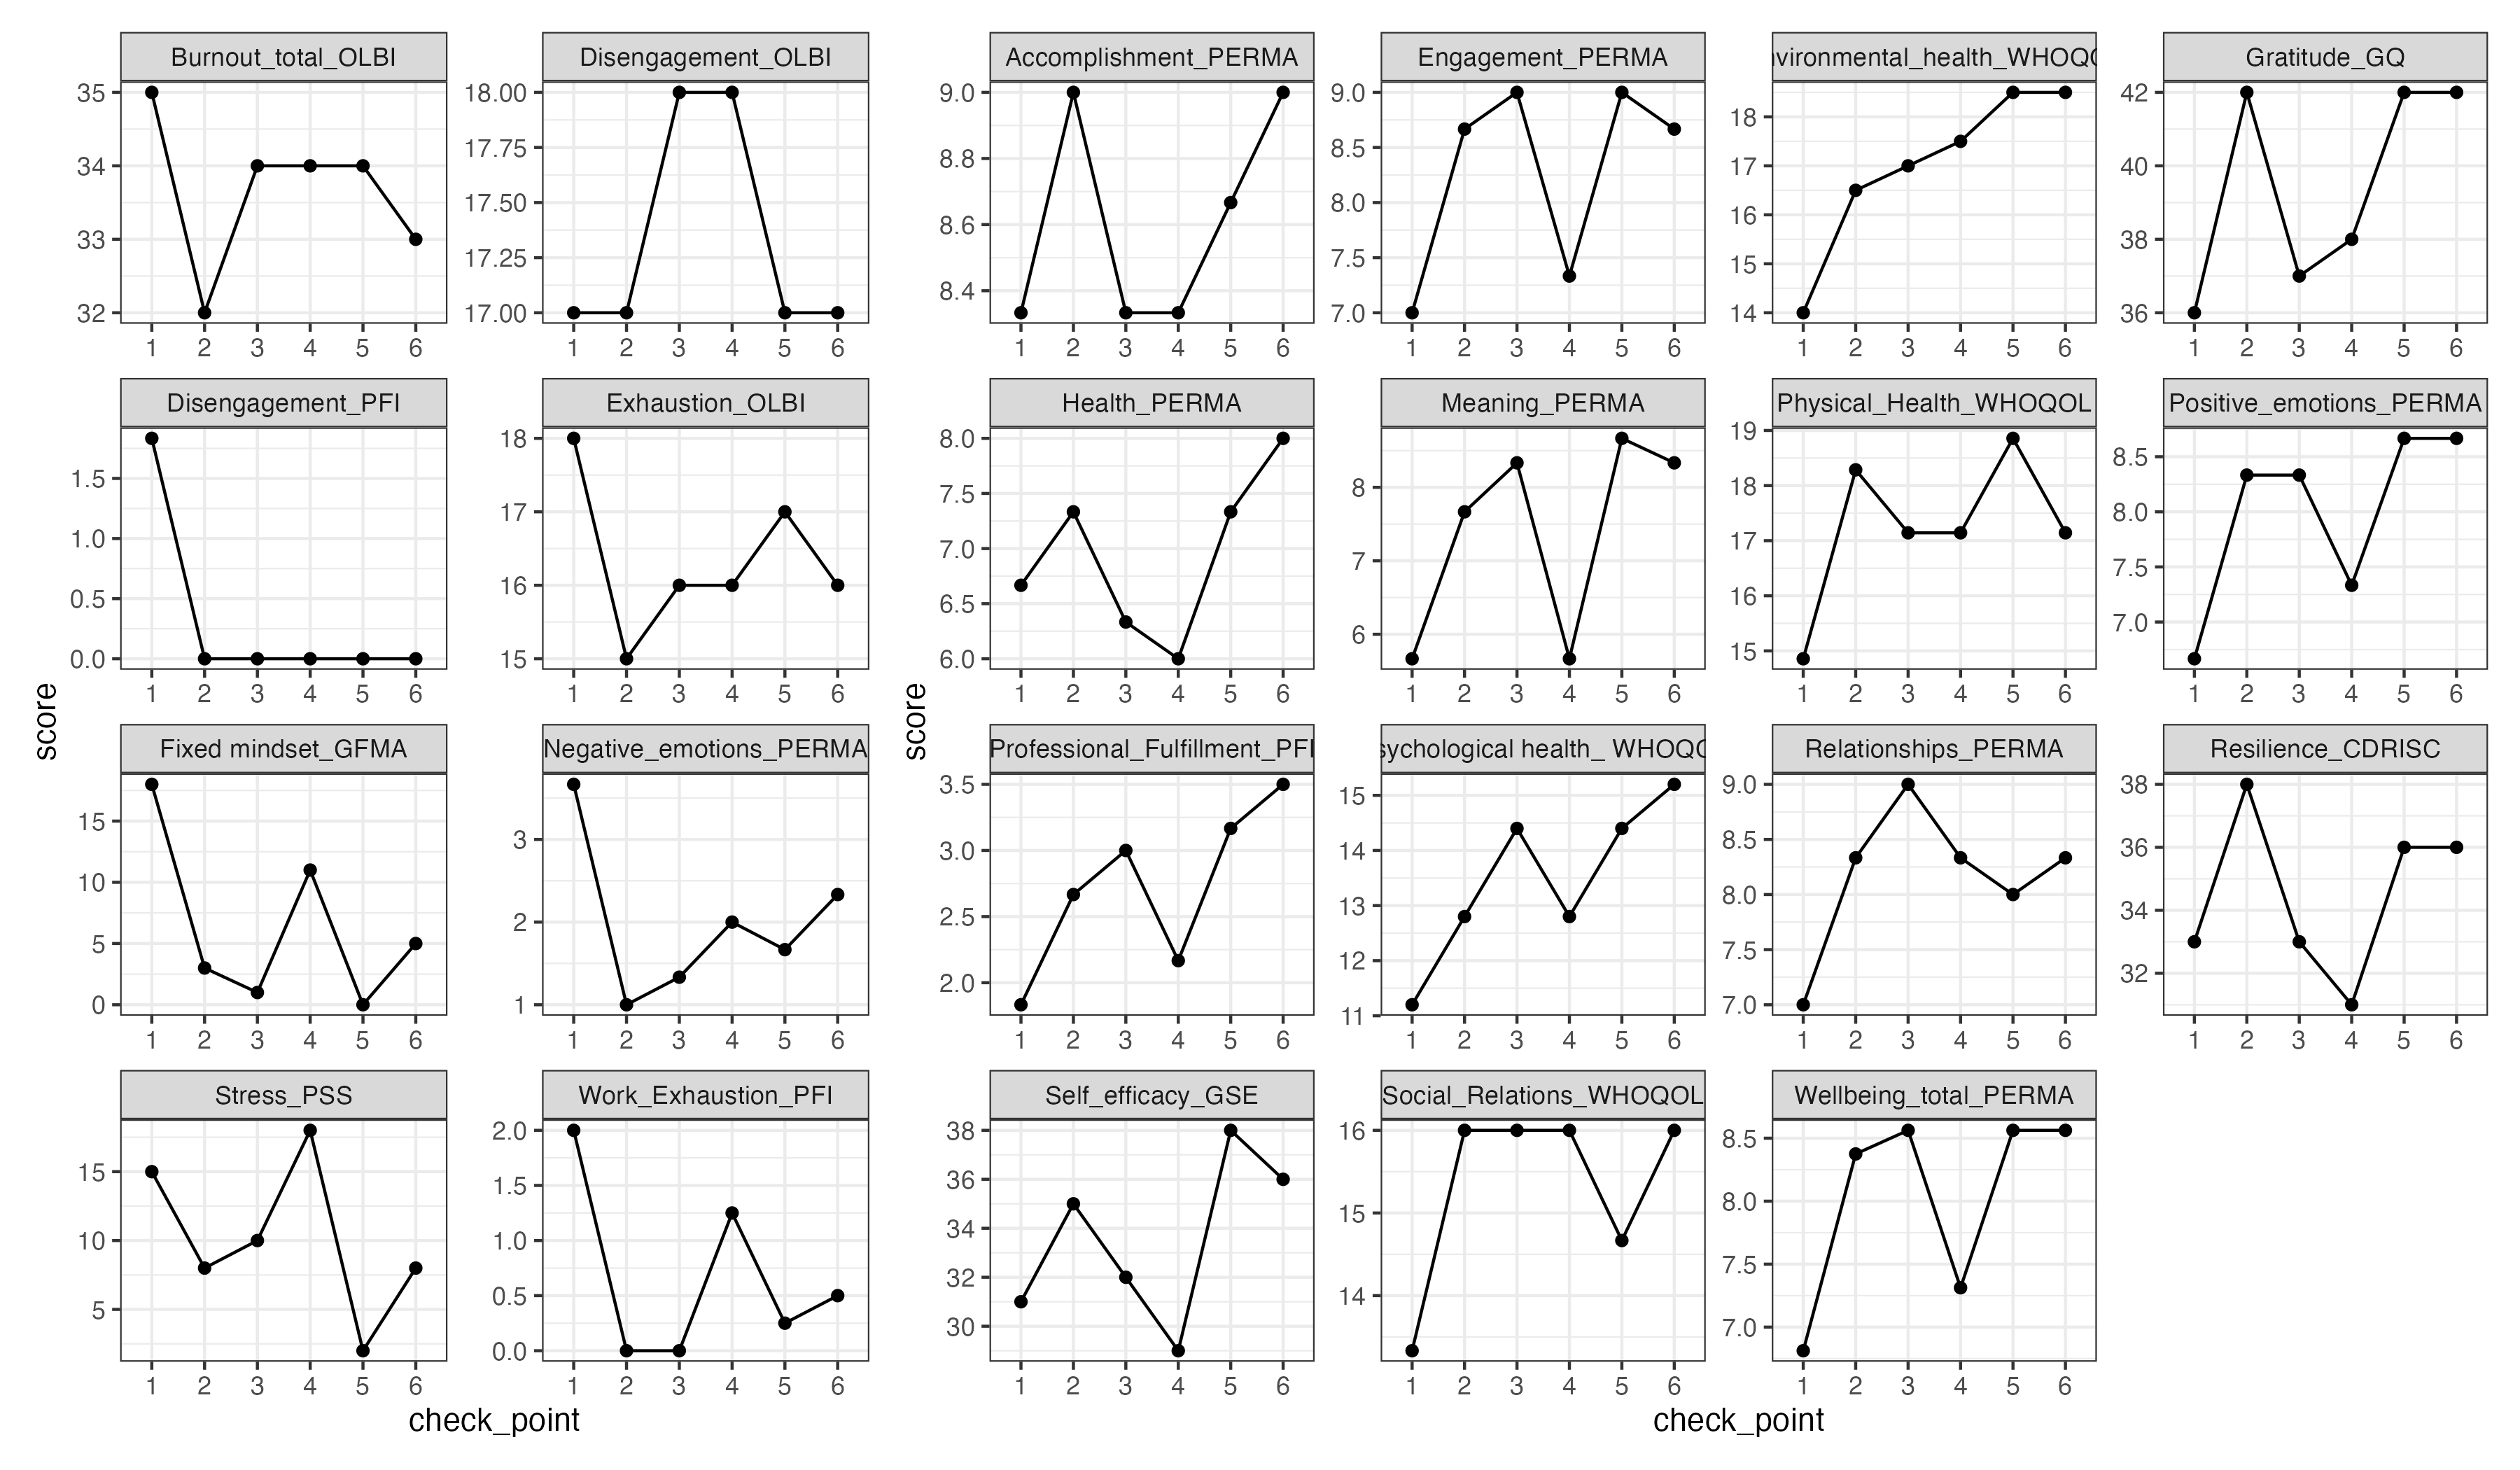 Burnout_total_OLBI
35
34
33
32
1 2 3 4 5 6
Disengagement_OLBI
18.00
17.75
17.50
17.25
17.00
1 2 3 4 5 6
Disengagement_PFI
1.5
1.0
0.5
0.0
1 2 3 4 5 6
Exhaustion_OLBI
18
17
16
15
1 2 3 4 5 6
Fixed mindset_GFMA
15
10
5
0
1 2 3 4 5 6
Negative_emotions_PERMA
3
2
1
1 2 3 4 5 6
Stress_PSS
15
10
5
1 2 3 4 5 6
Work_Exhaustion_PFI
2.0
1.5
1.0
0.5
0.0
1 2 3 4 5 6
score
check_point
Accomplishment_PERMA
9.0
8.8
8.6
8.4
1 2 3 4 5 6
Engagement_PERMA
9.0
8.5
8.0
7.5
7.0
1 2 3 4 5 6
vironmental_health_WHOQO
18
17
16
15
14
1 2 3 4 5 6
Gratitude_GQ
42
40
38
36
1 2 3 4 5 6
Health_PERMA
8.0
7.5
7.0
6.5
6.0
1 2 3 4 5 6
Meaning_PERMA
8
7
6
1 2 3 4 5 6
Physical_Health_WHOQOL
19
18
17
16
15
1 2 3 4 5 6
Positive_emotions_PERMA
8.5
8.0
7.5
7.0
1 2 3 4 5 6
Professional_Fulfillment_PFI
3.5
3.0
2.5
2.0
1 2 3 4 5 6
sychological health_ WHOQO
15
14
13
12
11
1 2 3 4 5 6
Relationships_PERMA
9.0
8.5
8.0
7.5
7.0
1 2 3 4 5 6
Resilience_CDRISC
38
36
34
32
1 2 3 4 5 6
Self_efficacy_GSE
38
36
34
32
30
1 2 3 4 5 6
Social_Relations_WHOQOL
16
15
14
1 2 3 4 5 6
Wellbeing_total_PERMA
8.5
8.0
7.5
7.0
1 2 3 4 5 6
score
check_point